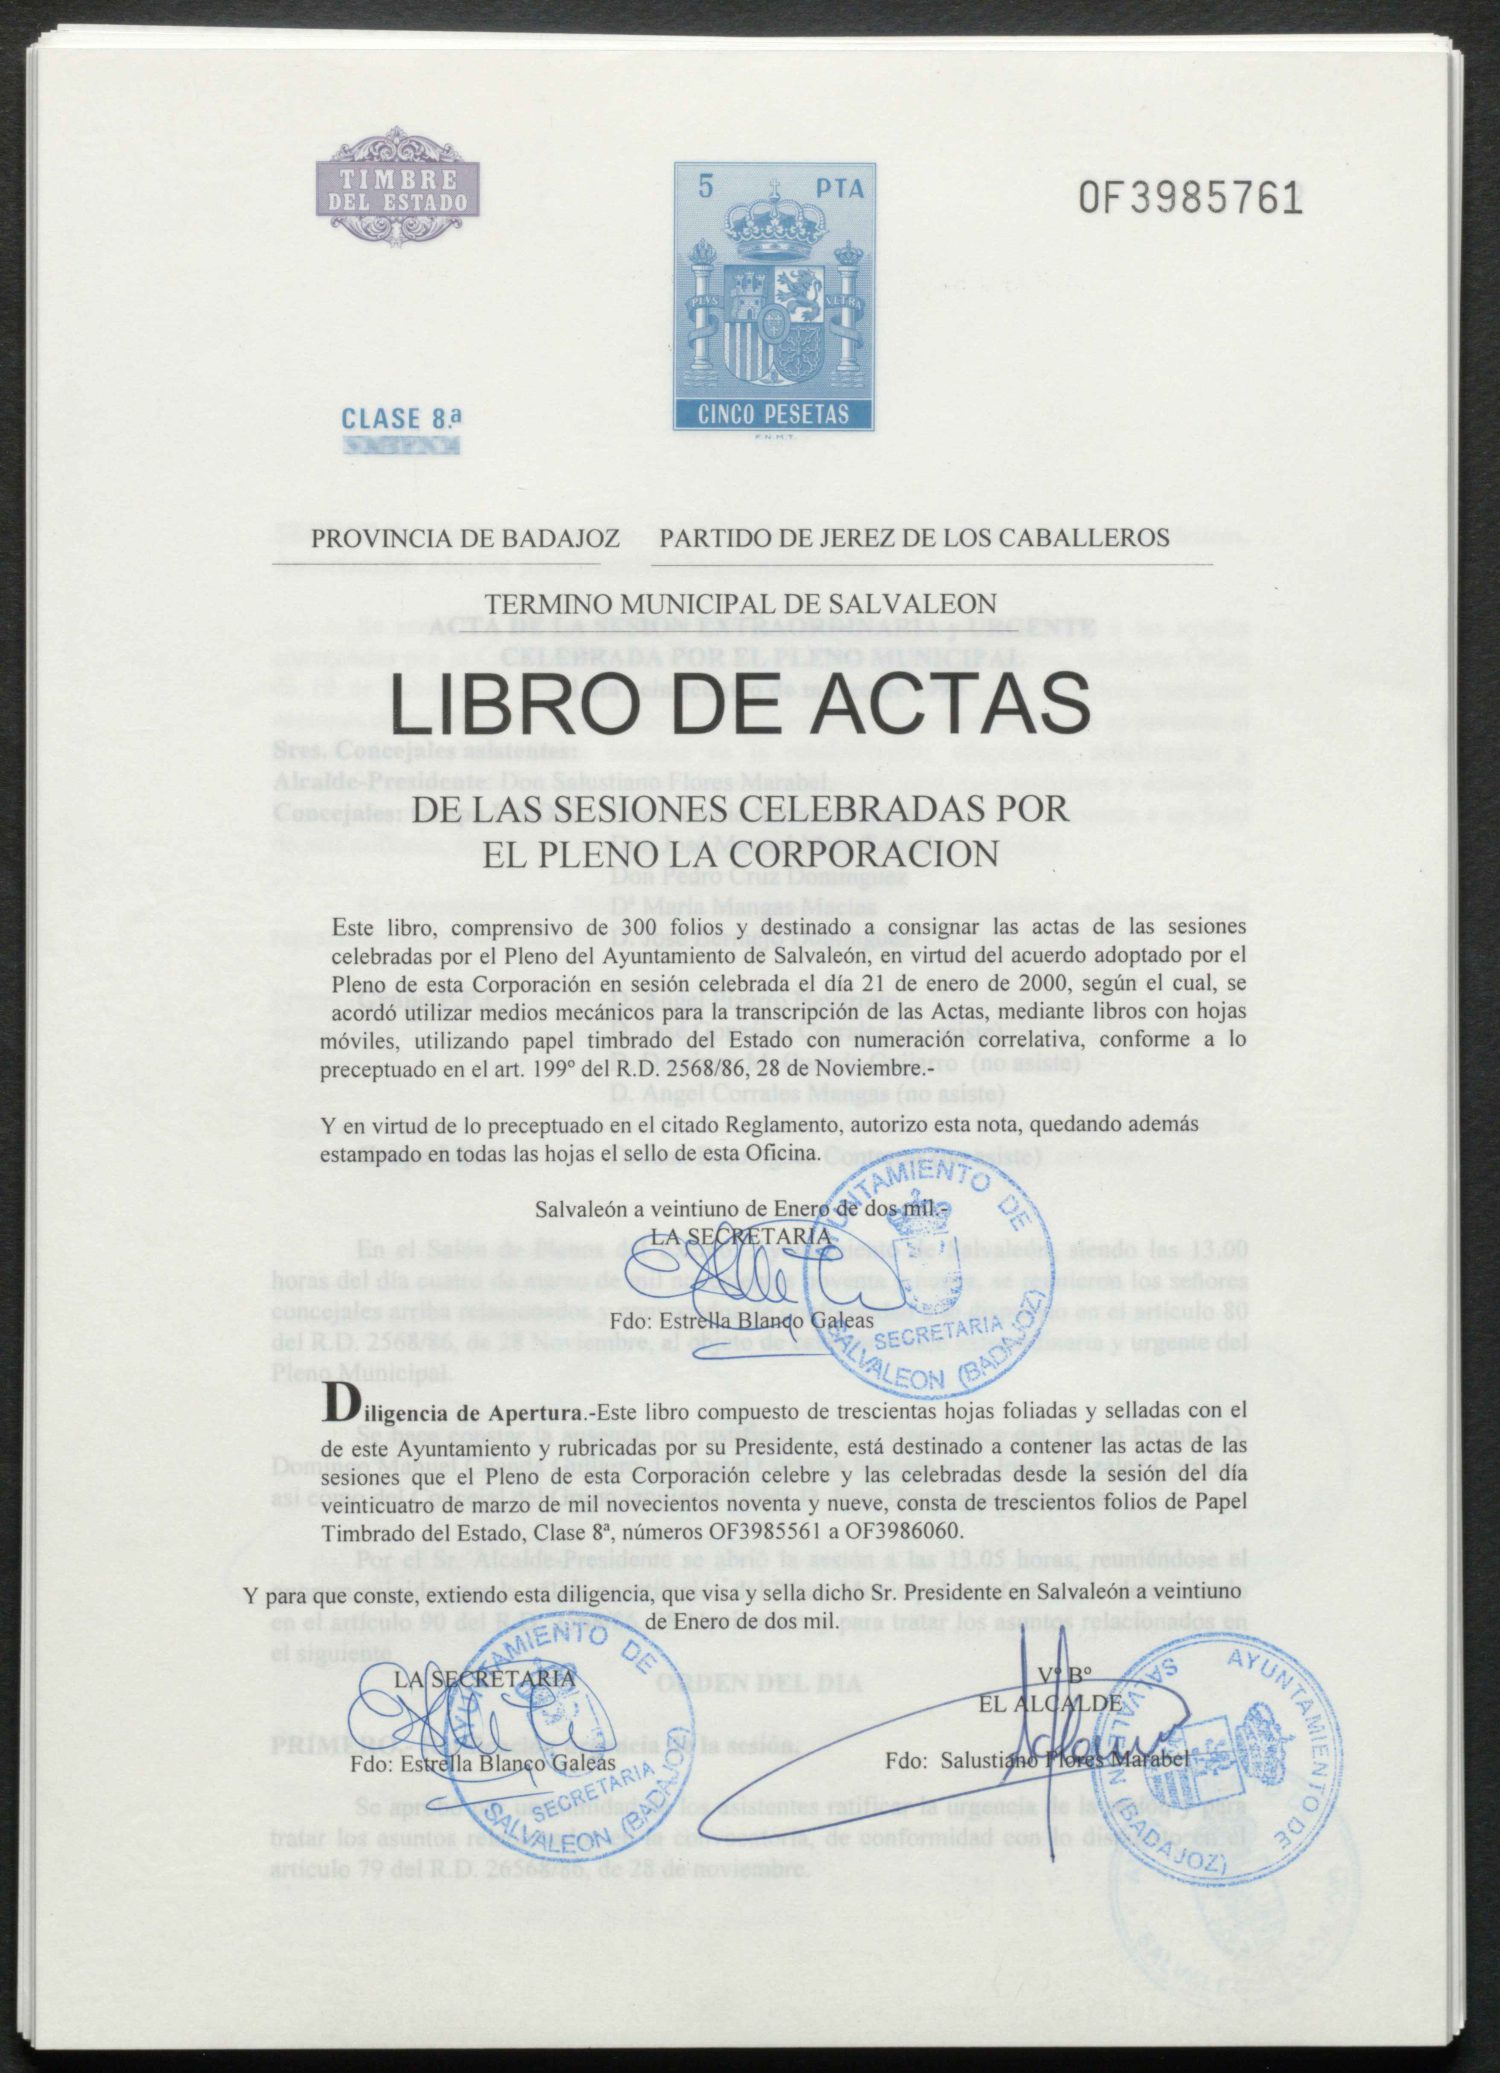 TIMBRE
DEL ESTADO
5 PTA
PLVS VLTRA
CINCO PESETAS
F.N.M.T.
OF3985761
CLASE 8.ª
PROVINCIA DE BADAJOZ PARTIDO DE JEREZ DE LOS CABALLEROS
TERMINO MUNICIPAL DE SALVALEON
LIBRO DE ACTAS
DE LAS SESIONES CELEBRADAS POR
EL PLENO LA CORPORACION
Este libro, comprensivo de 300 folios y destinado a consignar las actas de las sesiones
celebradas por el Pleno del Ayuntamiento de Salvaleón, en virtud del acuerdo adoptado por el
Pleno de esta Corporación en sesión celebrada el día 21 de enero de 2000, según el cual, se
acordó utilizar medios mecánicos para la transcripción de las Actas, mediante libros con hojas
móviles, utilizando papel timbrado del Estado con numeración correlativa, conforme a lo
preceptuado en el art. 199º del R.D. 2568/86, 28 de Noviembre.-
Y en virtud de lo preceptuado en el citado Reglamento, autorizo esta nota, quedando además
estampado en todas las hojas el sello de esta Oficina.
Salvaleón a veintiuno de Enero de dos mil.-
LA SECRETARIA
Fdo: Estrella Blanco Galeas
AYUNTAMIENTO DE
SECRETARIA
SALVALEON (BADAJOZ)
Diligencia de Apertura.-Este libro compuesto de trescientas hojas foliadas y selladas con el
de este Ayuntamiento y rubricadas por su Presidente, está destinado a contener las actas de las
sesiones que el Pleno de esta Corporación celebre y las celebradas desde la sesión del día
veinticuatro de marzo de mil novecientos noventa y nueve, consta de trescientos folios de Papel
Timbrado del Estado, Clase 8ª, números OF3985561 a OF3986060.
Y para que conste, extiendo esta diligencia, que visa y sella dicho Sr. Presidente en Salvaleón a veintiuno
de Enero de dos mil.
LA SECRETARIA
Fdo: Estrella Blanco Galeas
AYUNTAMIENTO DE
SECRETARIA
SALVALEON (BADAJOZ)
Vº Bº
EL ALCALDE
Fdo: Salustiano Flores Marabel
AYUNTAMIENTO DE
SALVALEON (BADAJOZ)